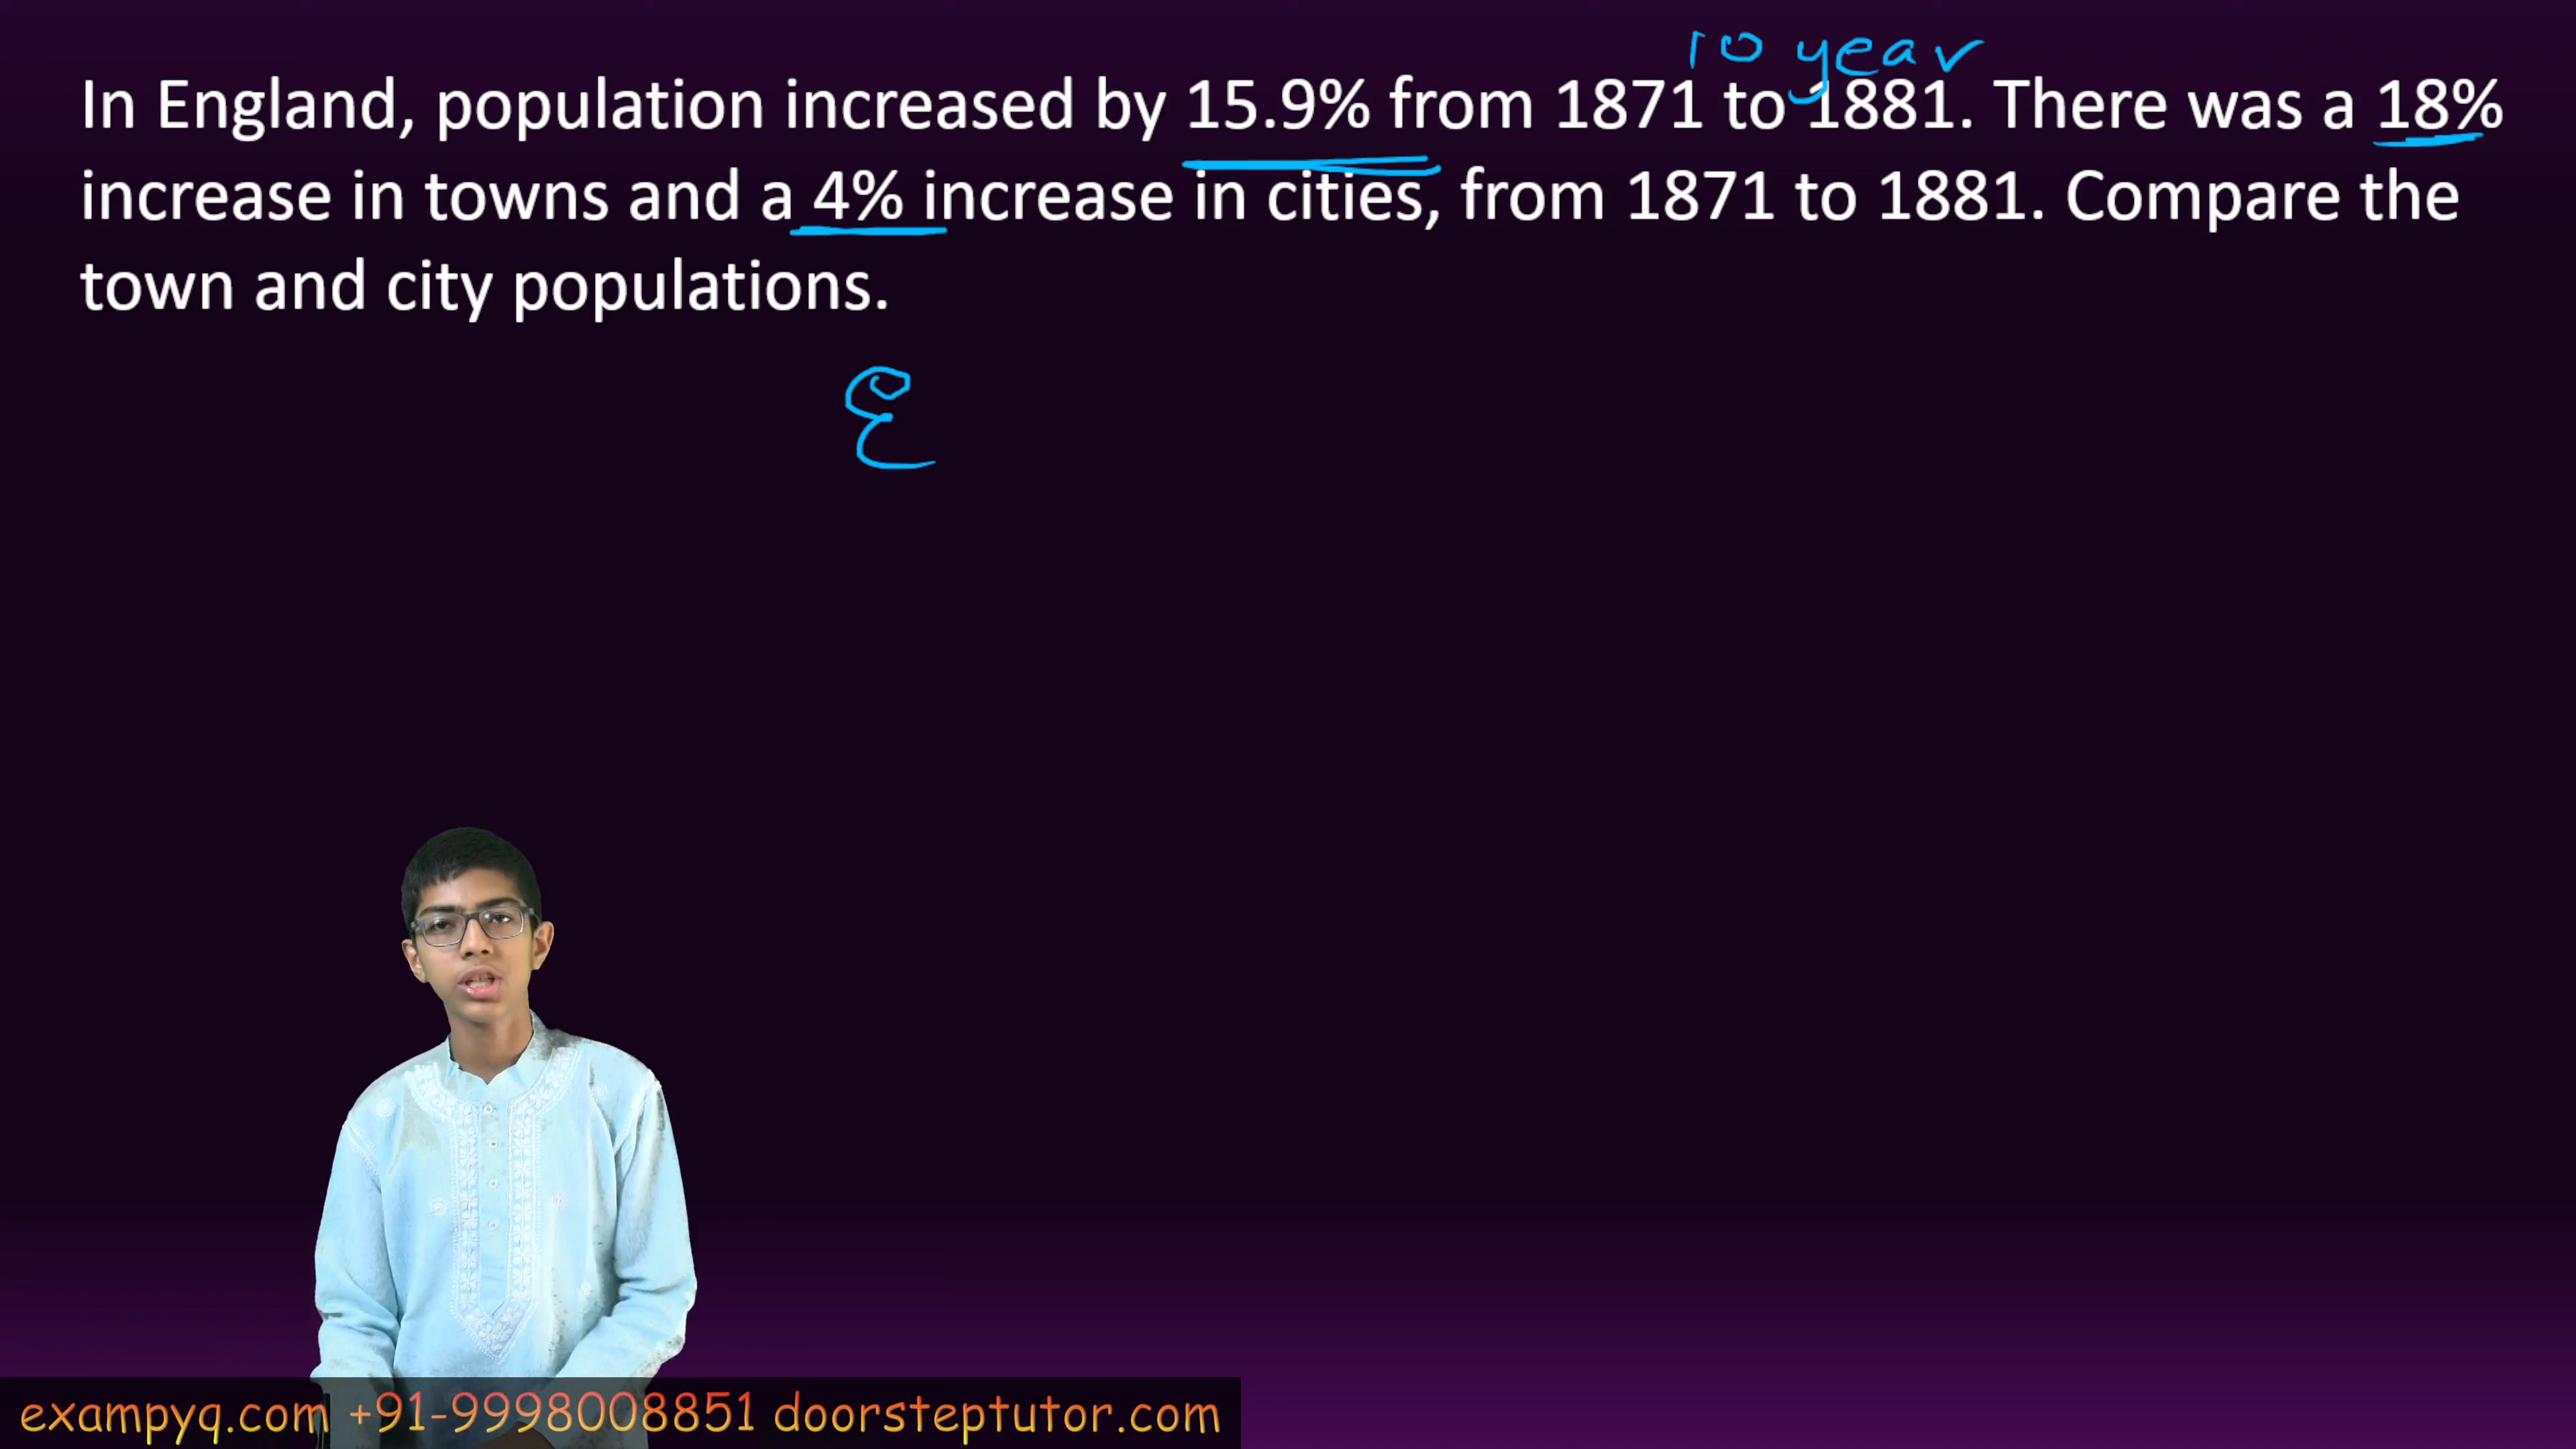 10 year
In England, population increased by 15.9% from 1871 to 1881. There was a 18%
increase in towns and a 4% increase in cities, from 1871 to 1881. Compare the
town and city populations.
E
exampyq.com +91-9998008851 doorsteptutor.com